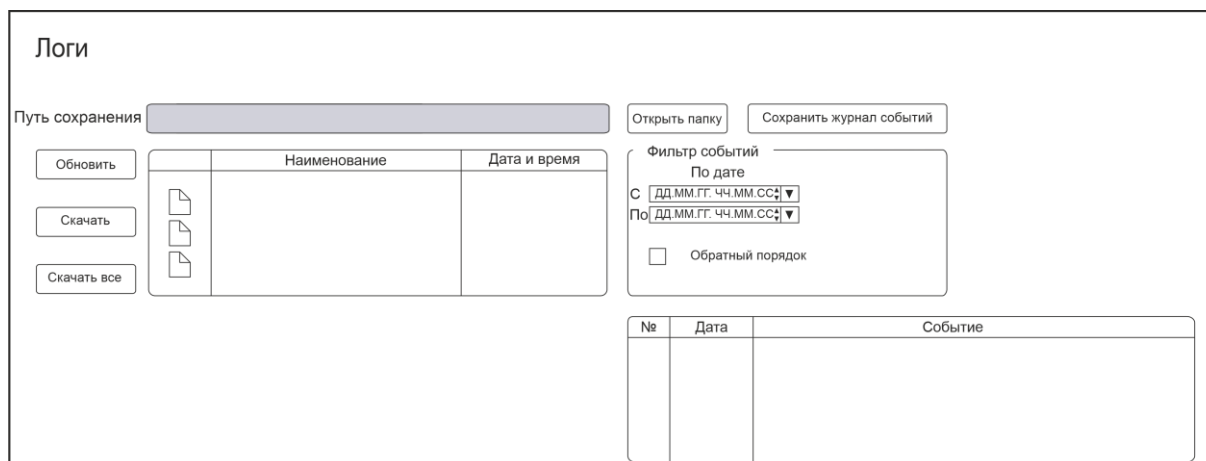 Логи
Путь сохранения
Открыть папку
Сохранить журнал событий
Обновить
Скачать
Скачать все
Наименование
Дата и время
Фильтр событий
По дате
С ДД.ММ.ГГ. ЧЧ.ММ.СС
По ДД.ММ.ГГ. ЧЧ.ММ.СС
Обратный порядок
№
Дата
Событие